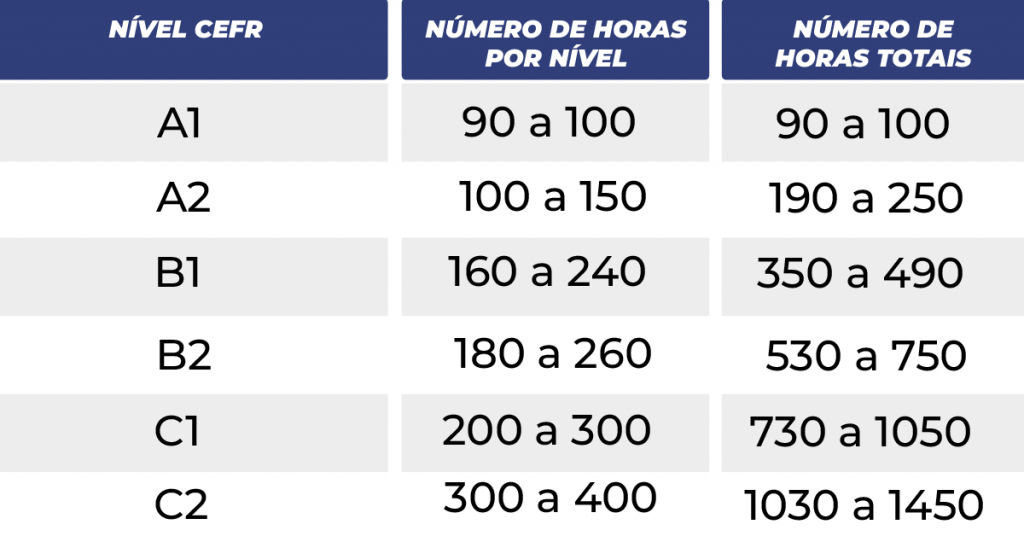 NÍVEL CEFR
NÚMERO DE HORAS
POR NÍVEL
NÚMERO DE
HORAS TOTAIS
A1 90 a 100 90 a 100
A2 100 a 150 190 a 250
B1 160 a 240 350 a 490
B2 180 a 260 530 a 750
C1 200 a 300 730 a 1050
C2 300 a 400 1030 a 1450